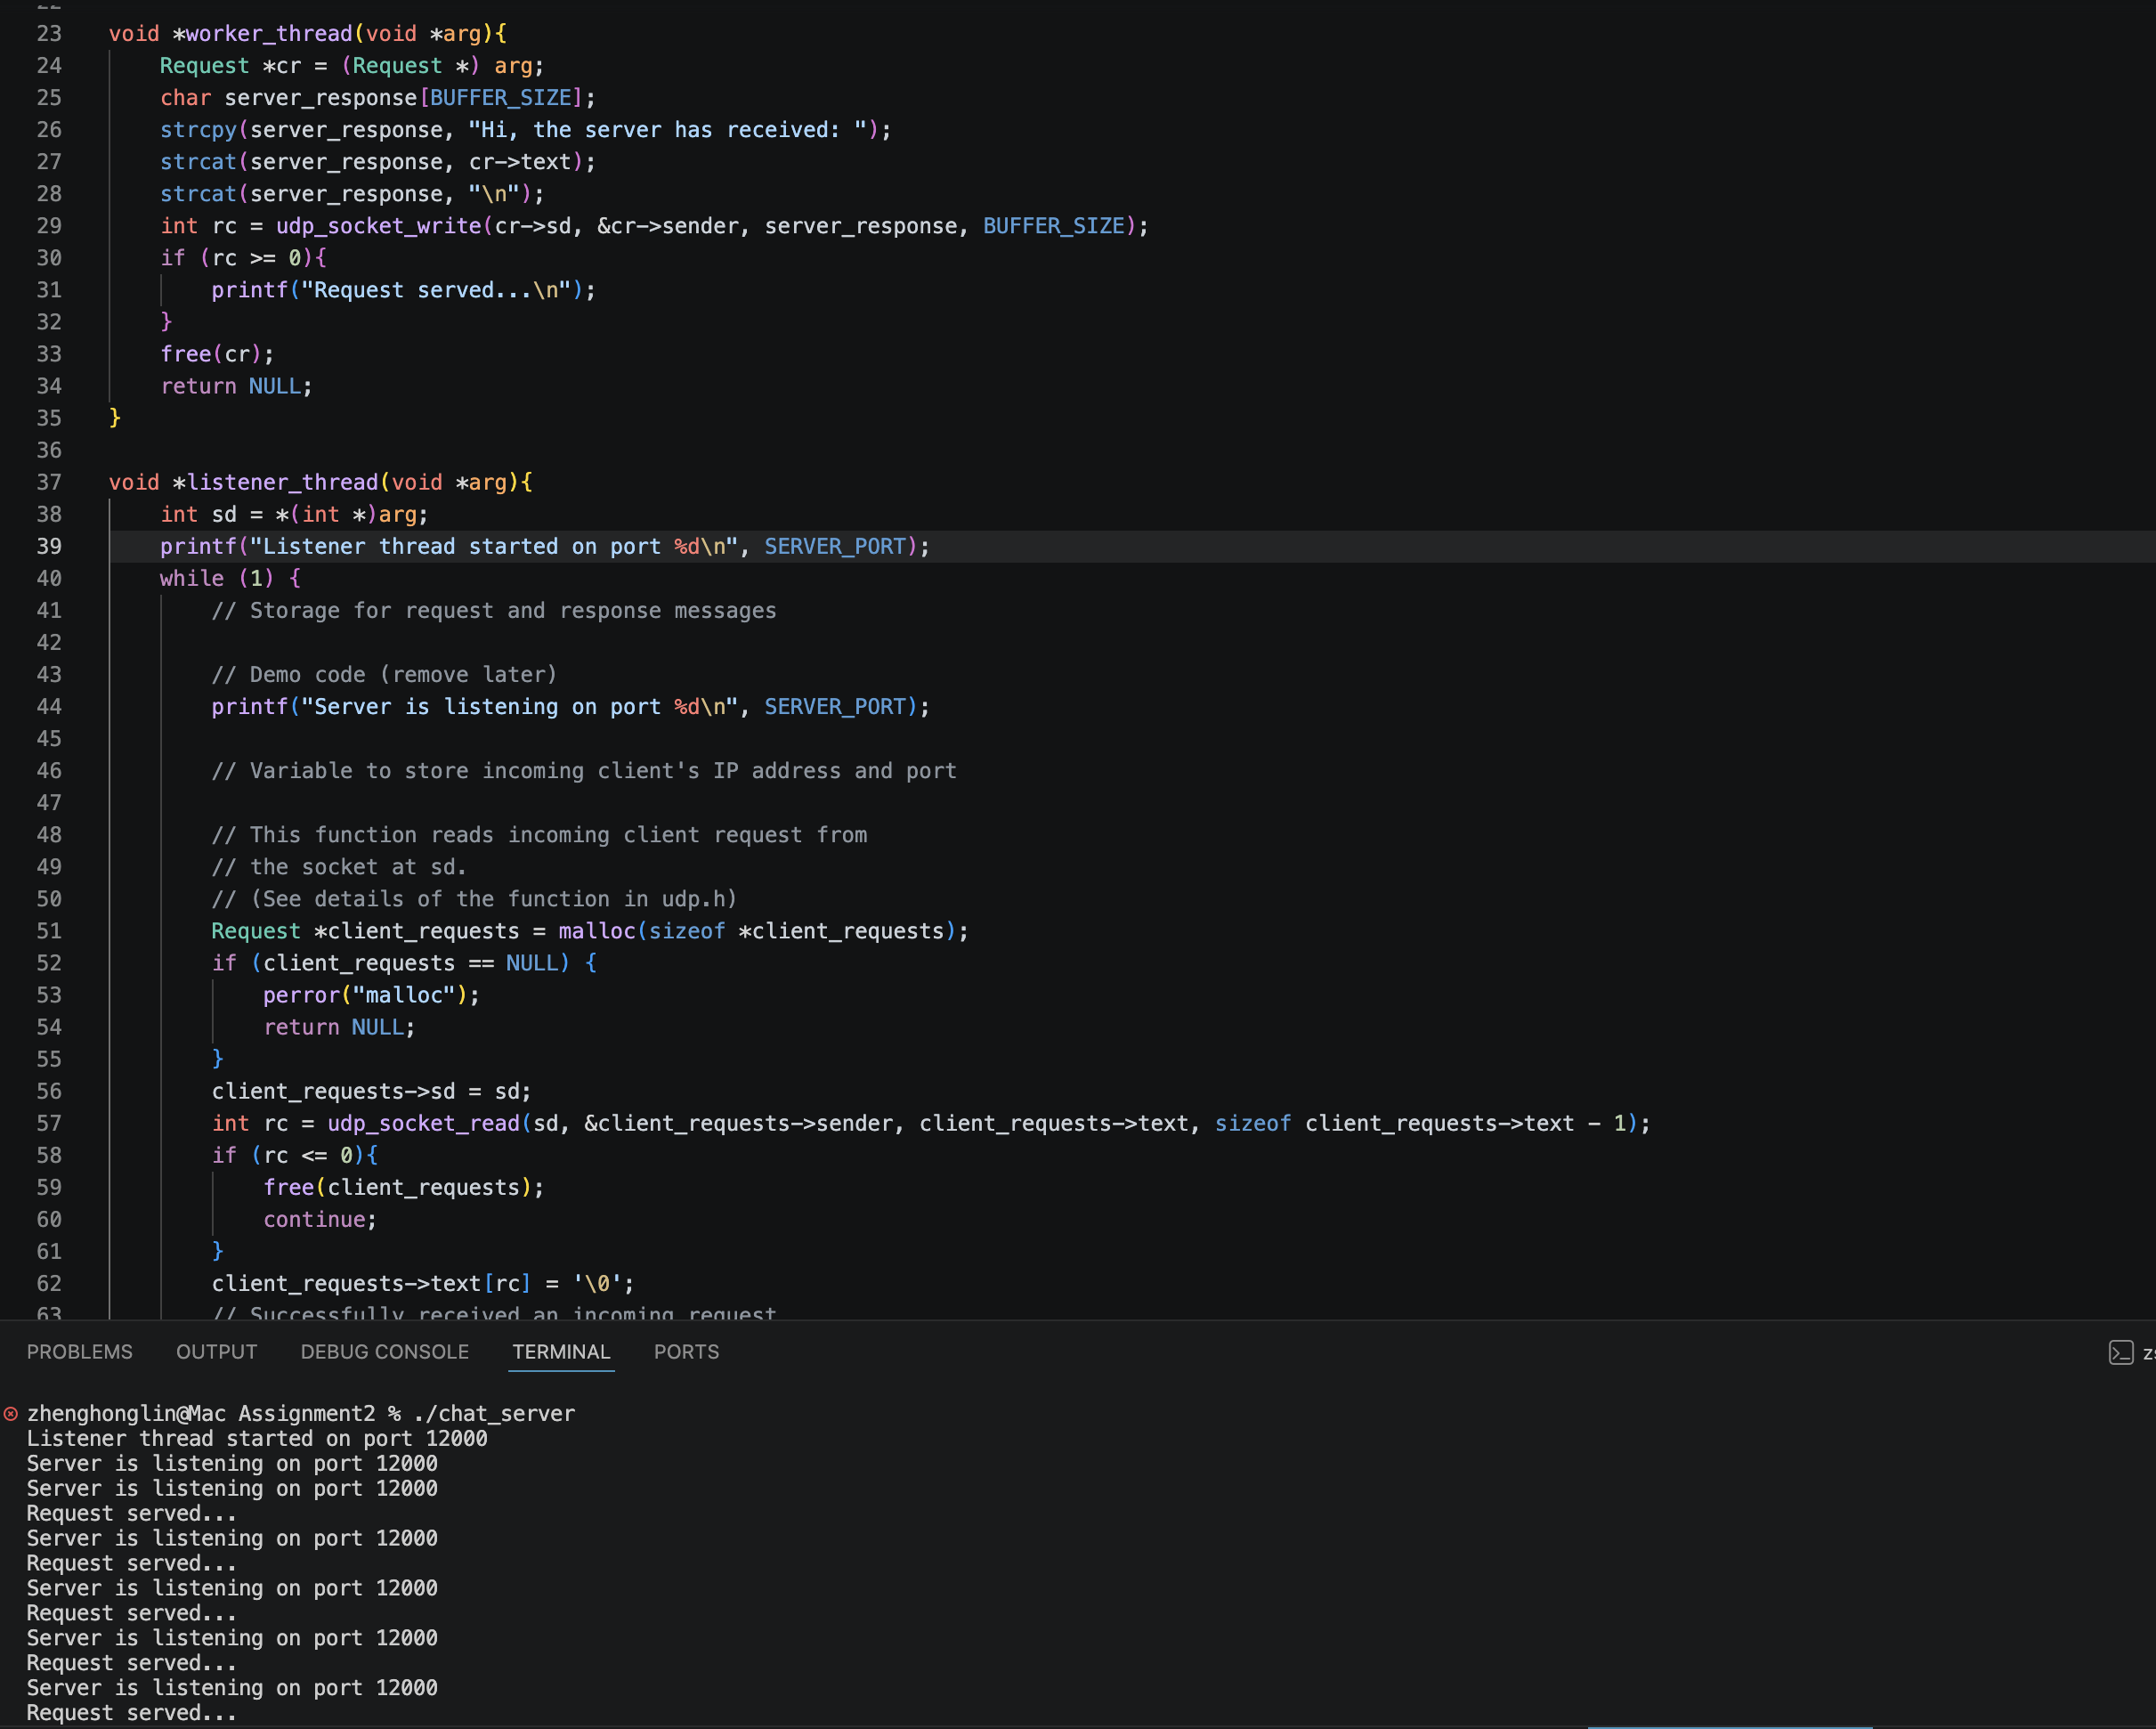 22
23 void *worker_thread(void *arg){
24     Request *cr = (Request *) arg;
25     char server_response[BUFFER_SIZE];
26     strcpy(server_response, "Hi, the server has received: ");
27     strcat(server_response, cr->text);
28     strcat(server_response, "\n");
29     int rc = udp_socket_write(cr->sd, &cr->sender, server_response, BUFFER_SIZE);
30     if (rc >= 0){
31         printf("Request served...\n");
32     }
33     free(cr);
34     return NULL;
35 }
36
37 void *listener_thread(void *arg){
38     int sd = *(int *)arg;
39     printf("Listener thread started on port %d\n", SERVER_PORT);
40     while (1) {
41         // Storage for request and response messages
42
43         // Demo code (remove later)
44         printf("Server is listening on port %d\n", SERVER_PORT);
45
46         // Variable to store incoming client's IP address and port
47
48         // This function reads incoming client request from
49         // the socket at sd.
50         // (See details of the function in udp.h)
51         Request *client_requests = malloc(sizeof *client_requests);
52         if (client_requests == NULL) {
53             perror("malloc");
54             return NULL;
55         }
56         client_requests->sd = sd;
57         int rc = udp_socket_read(sd, &client_requests->sender, client_requests->text, sizeof client_requests->text - 1);
58         if (rc <= 0){
59             free(client_requests);
60             continue;
61         }
62         client_requests->text[rc] = '\0';
63         // Successfully received an incoming request
PROBLEMS OUTPUT DEBUG CONSOLE TERMINAL PORTS
zhenghonglin@Mac Assignment2 % ./chat_server
Listener thread started on port 12000
Server is listening on port 12000
Server is listening on port 12000
Request served...
Server is listening on port 12000
Request served...
Server is listening on port 12000
Request served...
Server is listening on port 12000
Request served...
Server is listening on port 12000
Request served...